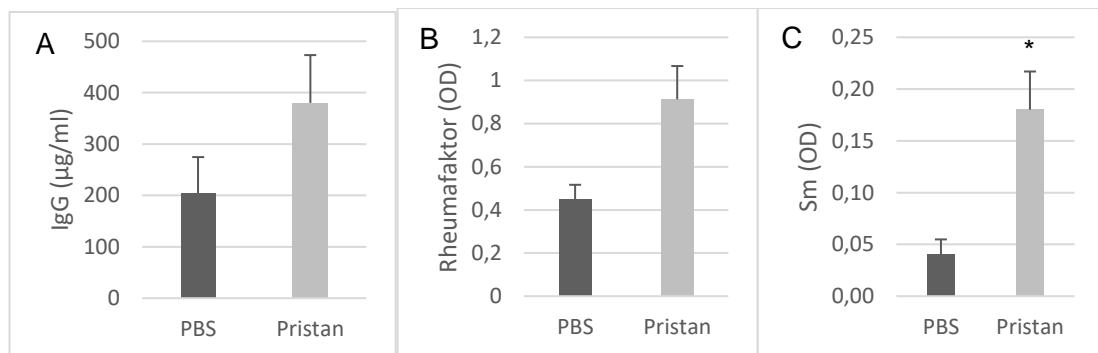 A
IgG (µg/ml)
500
400
300
200
100
0
PBS
Pristan
B
Rheumafaktor (OD)
1,2
1
0,8
0,6
0,4
0,2
0
PBS
Pristan
C
Sm (OD)
0,25
0,20
0,15
0,10
0,05
0,00
*
PBS
Pristan